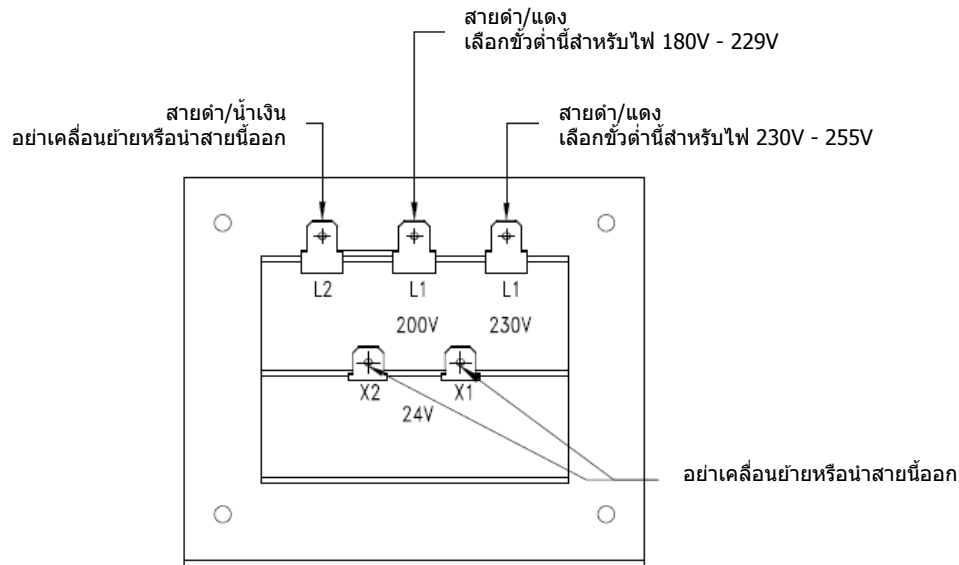 สายดำ/แดง
เลือกขั้วต่ำนี้สำหรับไฟ 180V - 229V
สายดำ/น้ำเงิน
อย่าเคลื่อนย้ายหรือนำสายนี้ออก
สายดำ/แดง
เลือกขั้วต่ำนี้สำหรับไฟ 230V - 255V
L2 L1 L1
200V 230V
X2 X1
24V
อย่าเคลื่อนย้ายหรือนำสายนี้ออก